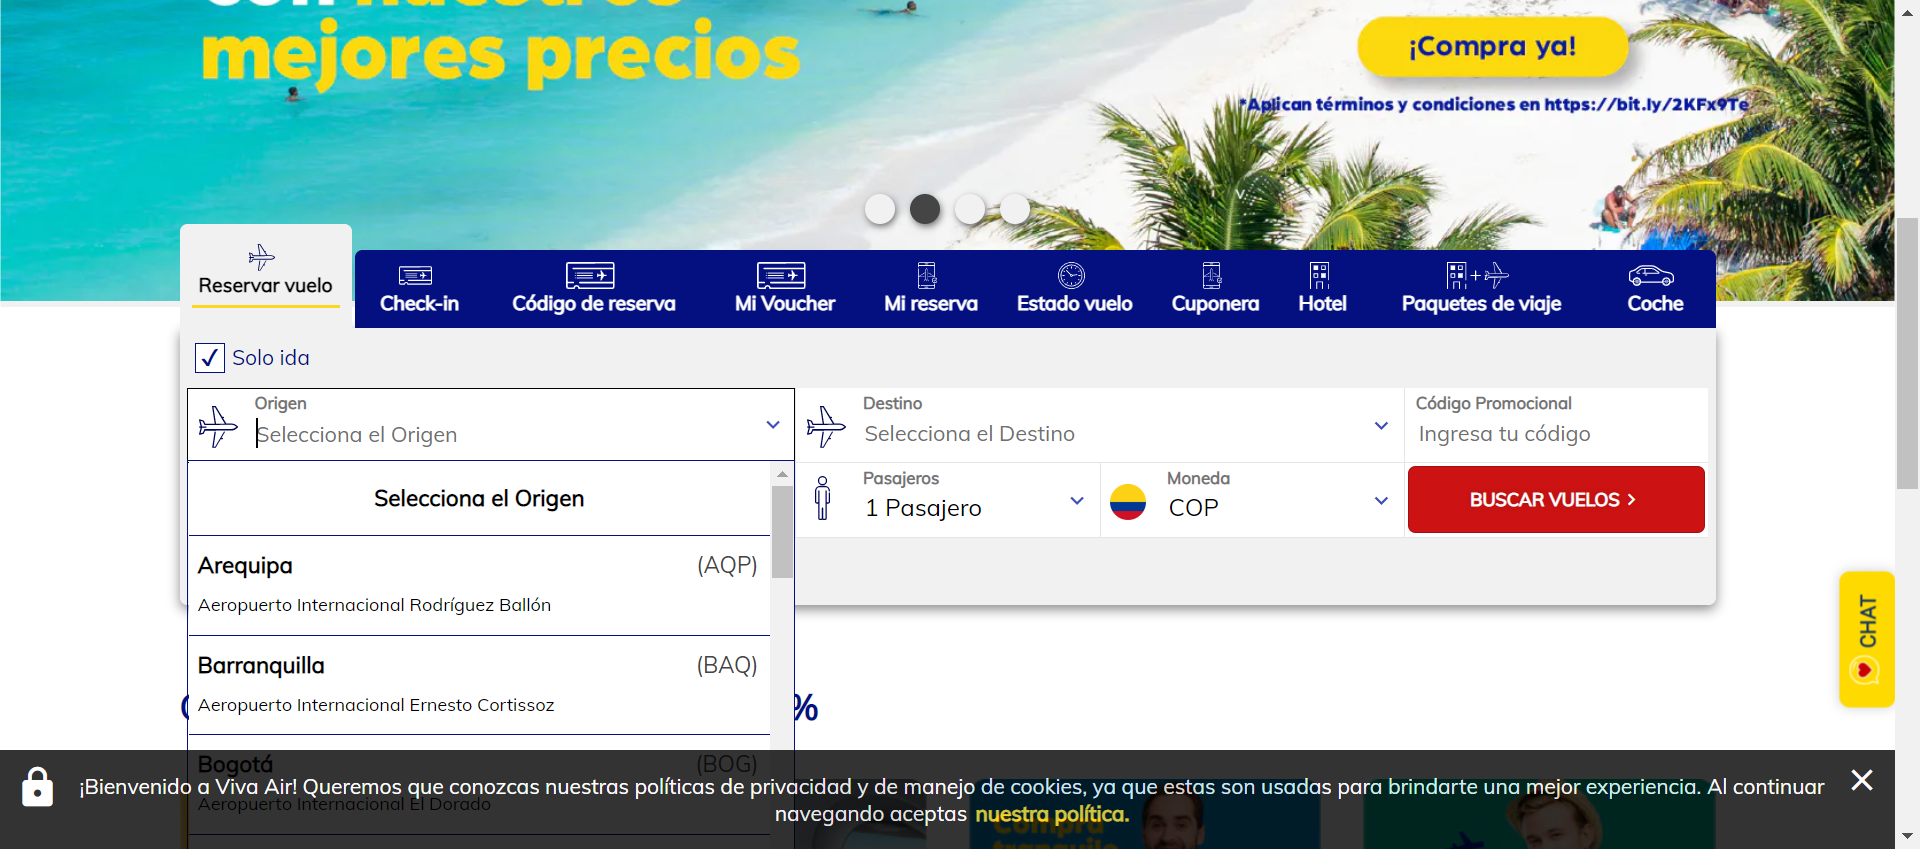 mejores precios
¡Compra ya!
*Aplican términos y condiciones en https://bit.ly/2KFx9Te
Reservar vuelo
Check-in
Código de reserva
Mi Voucher
Mi reserva
Estado vuelo
Cuponera
Hotel
Paquetes de viaje
Coche
Solo ida
Origen
Selecciona el Origen
Destino
Selecciona el Destino
Código Promocional
Ingresa tu código
Pasajeros
1 Pasajero
Moneda
COP
BUSCAR VUELOS
Selecciona el Origen
Arequipa (AQP)
Aeropuerto Internacional Rodríguez Ballón
Barranquilla (BAQ)
Aeropuerto Internacional Ernesto Cortissoz
%
CHAT
Bogotá (BOG)
Aeropuerto Internacional El Dorado
¡Bienvenido a Viva Air! Queremos que conozcas nuestras políticas de privacidad y de manejo de cookies, ya que estas son usadas para brindarte una mejor experiencia. Al continuar
navegando aceptas nuestra política.
Compra
tranquilo